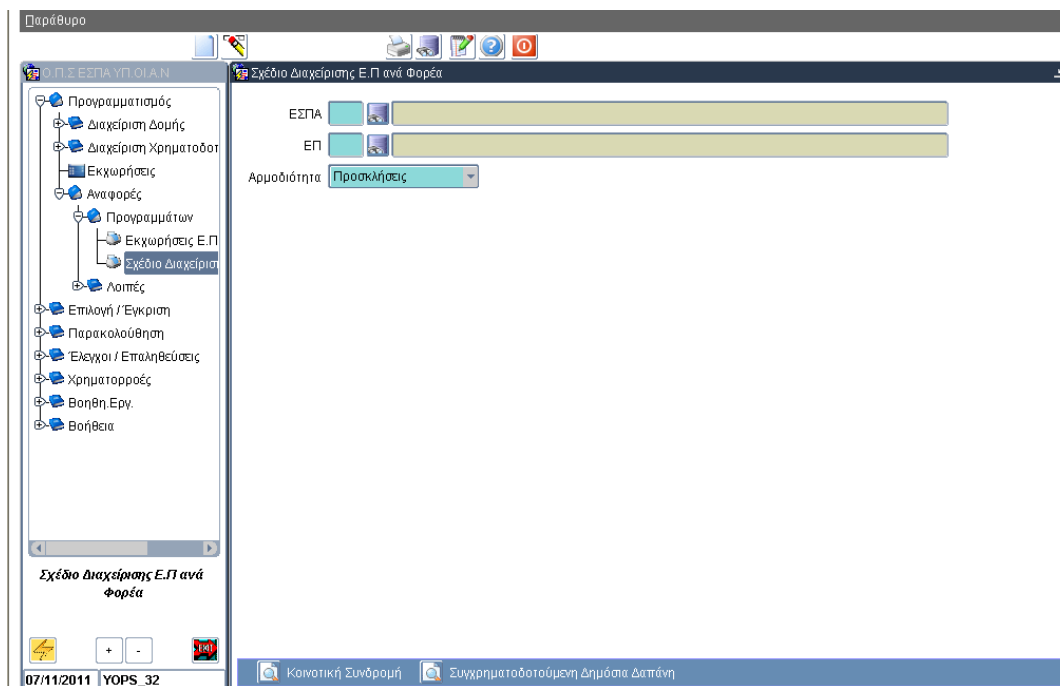 Παράθυρο
Ο.Π.Σ ΕΣΠΑ ΥΠ.ΟΙ.Α.Ν
Προγραμματισμός
Διαχείριση Δομής
Διαχείριση Χρηματοδοτ
Εκχωρήσεις
Αναφορές
Προγραμμάτων
Εκχωρήσεις Ε.Π
Σχέδιο Διαχείρισ
Λοιπές
Επιλογή / Έγκριση
Παρακολούθηση
Έλεγχοι / Επαληθεύσεις
Χρηματορροές
Βοηθη.Εργ.
Βοήθεια
Σχέδιο Διαχείρισης Ε.Π ανά
Φορέα
+ -
EXIT
07/11/2011 YOPS_32
Σχέδιο Διαχείρισης Ε.Π ανά Φορέα
ΕΣΠΑ
ΕΠ
Αρμοδιότητα Προσκλήσεις
Κοινοτική Συνδρομή Συγχρηματοδοτούμενη Δημόσια Δαπάνη